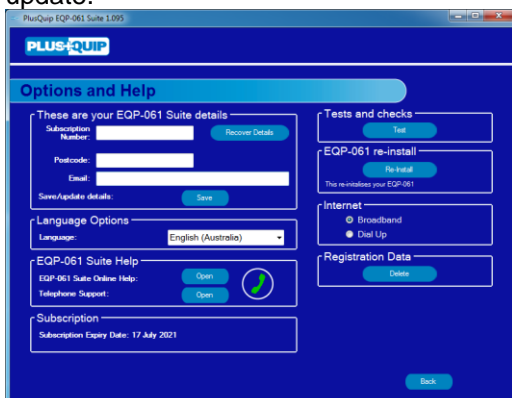 update.
PlusQuip EQP-061 Suite 1.095
PLUS+QUIP
Options and Help
These are your EQP-061 Suite details
Subscription Number:
Recover Details
Postcode:
Email:
Save/update details:
Save
Language Options
Language:
English (Australia)
EQP-061 Suite Help
EQP-061 Suite Online Help:
Open
Telephone Support:
Open
Subscription
Subscription Expiry Date: 17 July 2021
Tests and checks
Test
EQP-061 re-install
Re-Install
This re-initialises your EQP-061
Internet
Broadband
Dial Up
Registration Data
Delete
Back